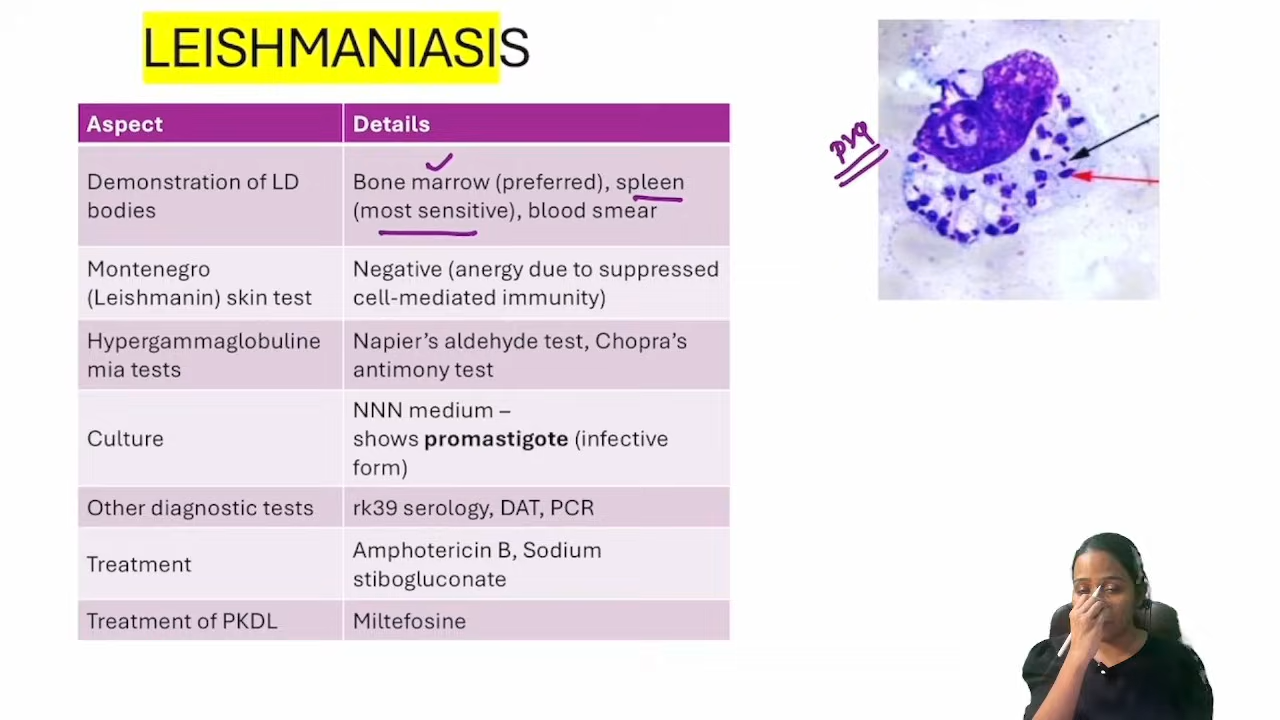 LEISHMANIASIS
Aspect
Details
Demonstration of LD
bodies
Bone marrow (preferred), spleen
(most sensitive), blood smear
Montenegro
(Leishmanin) skin test
Negative (anergy due to suppressed
cell-mediated immunity)
Hypergammaglobuline
mia tests
Napier’s aldehyde test, Chopra’s
antimony test
Culture
NNN medium –
shows promastigote (infective
form)
Other diagnostic tests
rk39 serology, DAT, PCR
Treatment
Amphotericin B, Sodium
stibogluconate
Treatment of PKDL
Miltefosine
PYQ